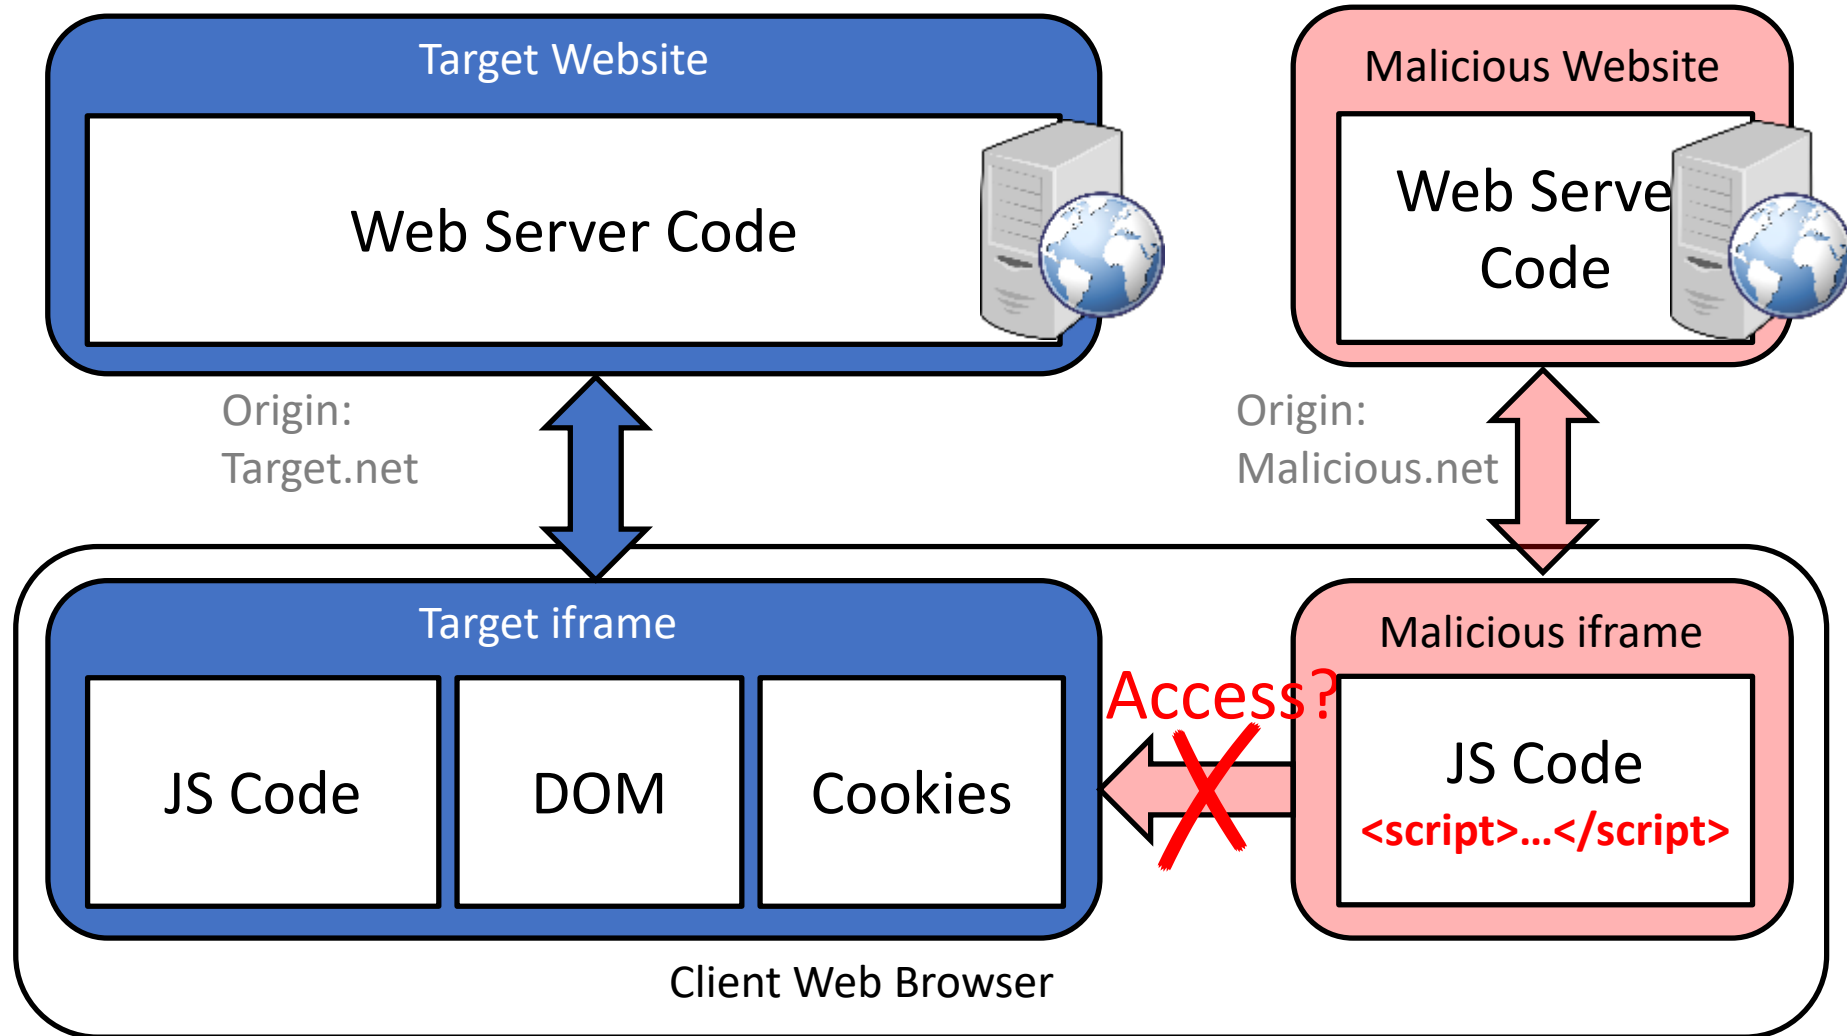 Target Website
Web Server Code
Malicious Website
Web Serve
Code
Origin:
Target.net
Origin:
Malicious.net
Target iframe
JS Code
DOM
Cookies
Access?
Malicious iframe
JS Code
<script>...</script>
Client Web Browser